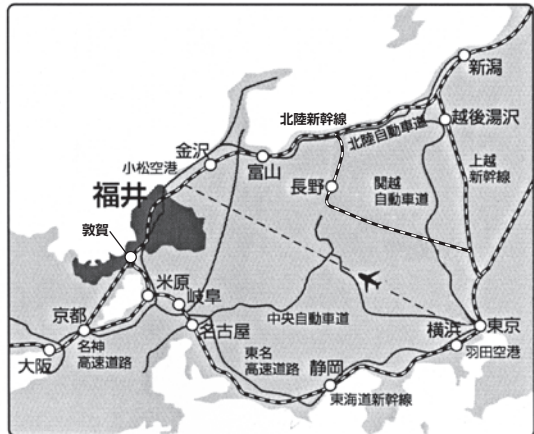 新潟
北陸新幹線
北陸自動車道
越後湯沢
金沢
小松空港
富山
上越
新幹線
長野
関越
自動車道
福井
敦賀
米原
岐阜
京都
中央自動車道
名古屋
横浜
東京
大阪
名神
高速道路
東名
高速道路
静岡
羽田空港
東海道新幹線